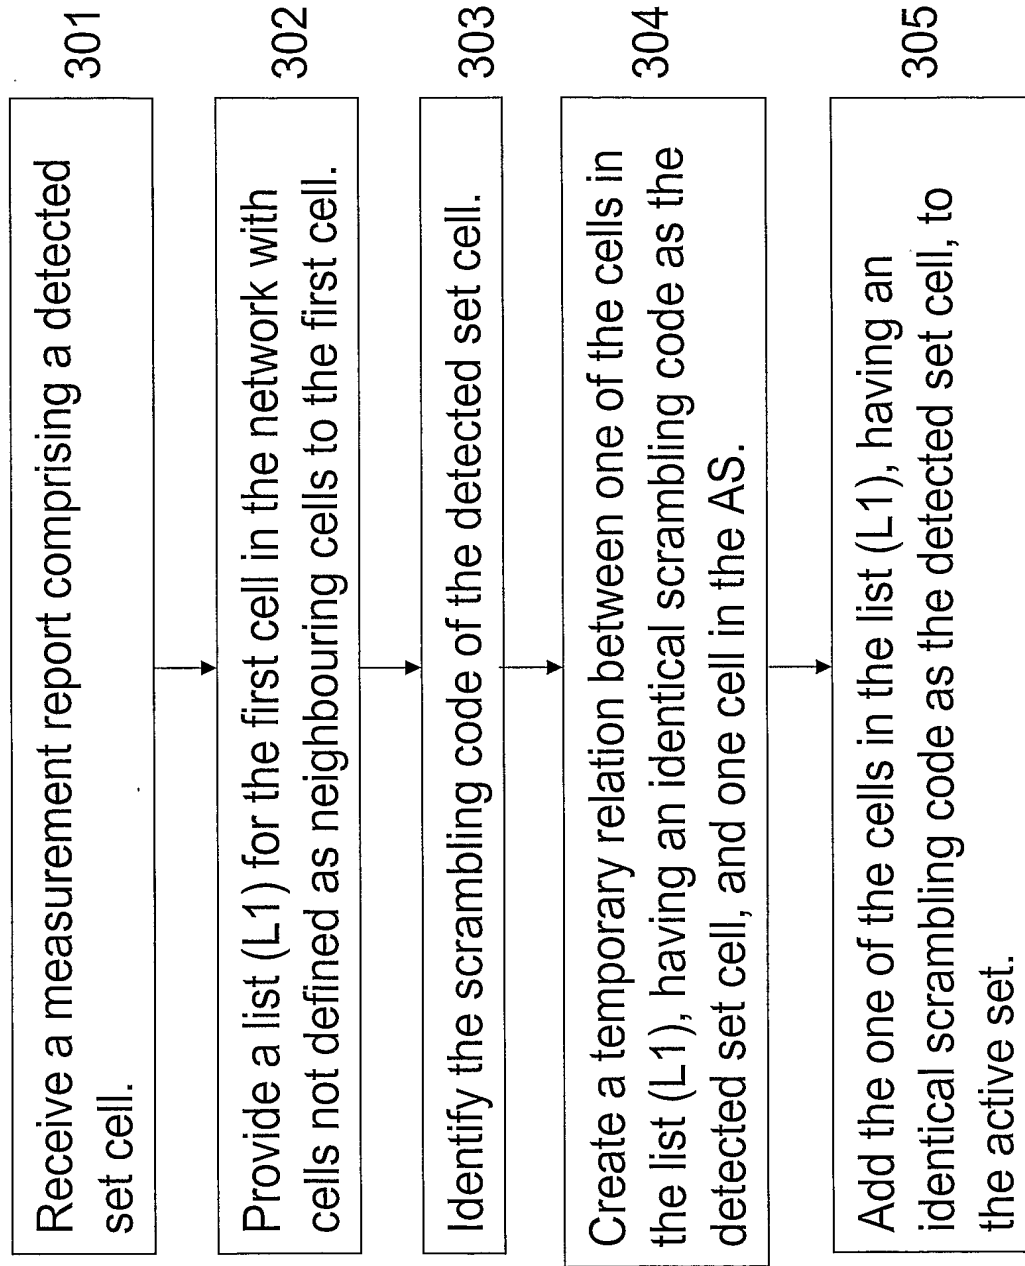 Receive a measurement report comprising a detected
set cell.
301
Provide a list (L1) for the first cell in the network with
cells not defined as neighbouring cells to the first cell.
302
Identify the scrambling code of the detected set cell.
303
Create a temporary relation between one of the cells in
the list (L1), having an identical scrambling code as the
detected set cell, and one cell in the AS.
304
Add the one of the cells in the list (L1), having an
identical scrambling code as the detected set cell, to
the active set.
305